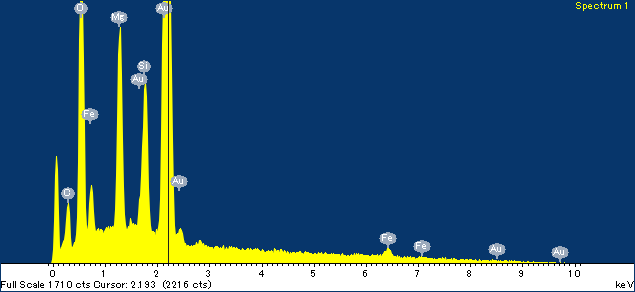 Spectrum 1
O Au
Mg
Si
Au
Fe
Au
Fe
Fe Au Au
0 1 2 3 4 5 6 7 8 9 10
Full Scale 1710 cts Cursor: 2.193 (2216 cts) keV